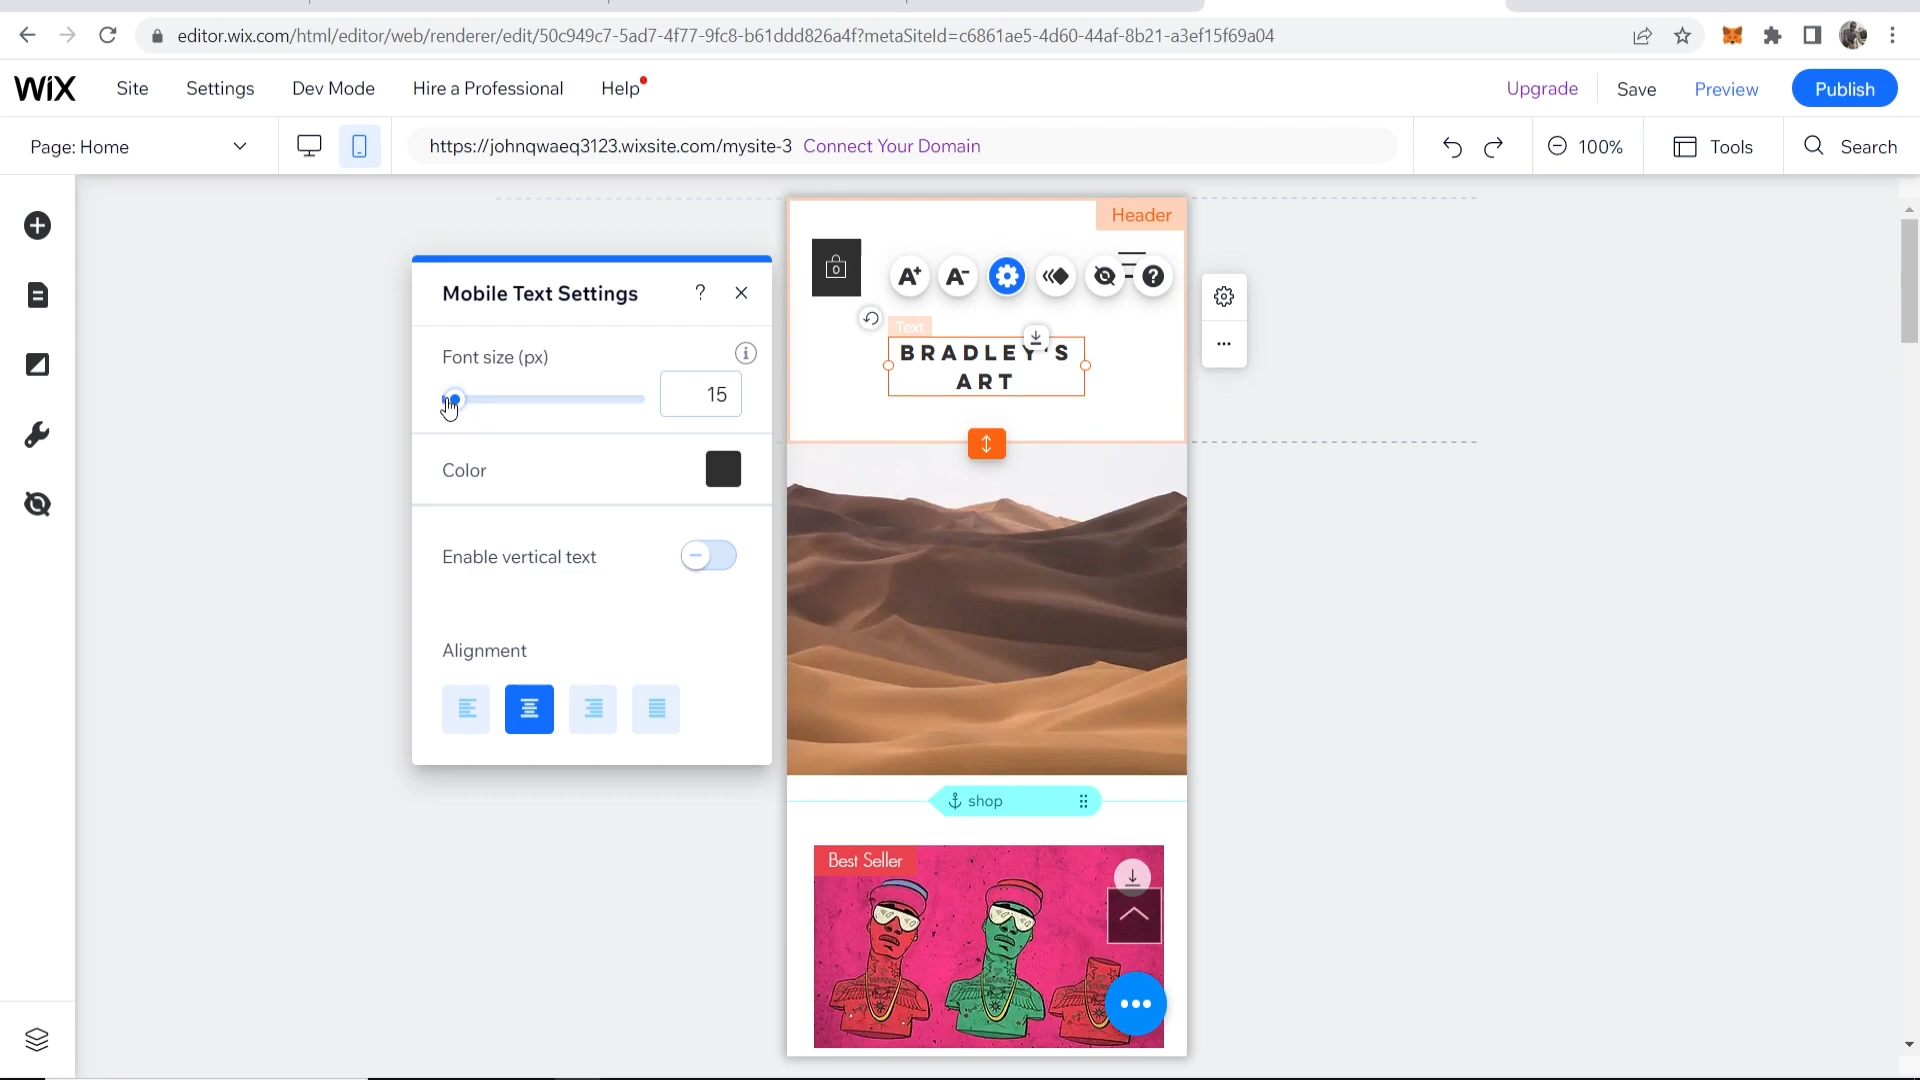 editor.wix.com/html/editor/web/renderer/edit/50c949c7-5ad7-4f77-9fc8-b61ddd826a4f?metaSiteId=c6861ae5-4d60-44af-8b21-a3ef15f69a04
WiX Site Settings Dev Mode Hire a Professional Help Upgrade Save Preview Publish
Page: Home https://johnqwaeq3123.wixsite.com/mysite-3 Connect Your Domain 100% Tools Search
Header
0
A+ A- ?
Mobile Text Settings ?
Text
Font size (px)
BRADLEY'S
ART
15
Color
Enable vertical text
Alignment
shop
Best Seller